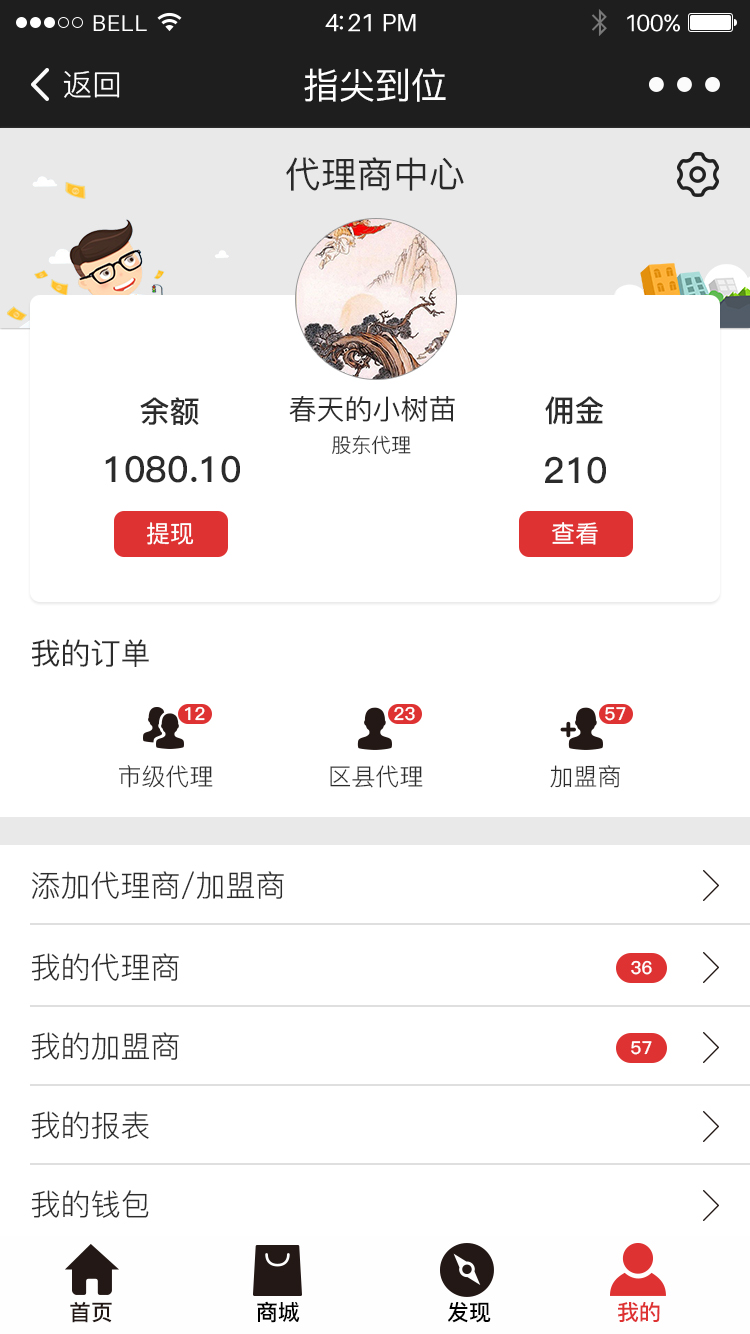 BELL 4:21 PM 100%
返回 指尖到位
代理商中心
春天的小树苗
股东代理
余额 佣金
1080.10 210
提现 查看
我的订单
12 23 57
市级代理 区县代理 加盟商
添加代理商/加盟商
我的代理商 36
我的加盟商 57
我的报表
我的钱包
首页 商城 发现 我的